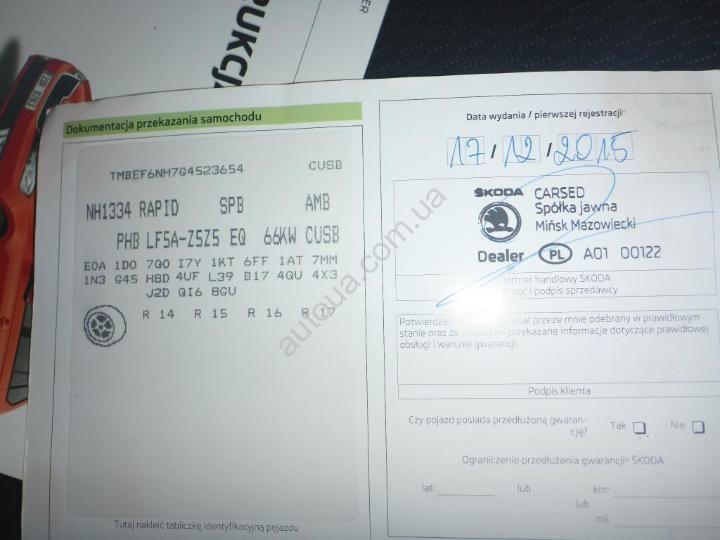 Dokumentacja przekazania samochodu
TMBEF6NH7G4523654 CUSB
NH1334 RAPID SPB AMB
PHB LF5A-Z5Z5 EQ 66KW CUSB
E0A 1D0 7Q0 I7Y 1KT 6FF 1AT 7MM
1N3 G45 H8D 4UF L39 B17 4QU 4X3
J2D QI6 8GU
R 14 R 15 R 16 R 17
Tutaj nakleić tabliczkę identyfikacyjną pojazdu
Data wydania / pierwszej rejestracji
17/12/2015
ŠKODA
CARSED
Spółka jawna
Mińsk Mazowiecki
Dealer PL A01 00122
handlowy ŠKODA
i podpis sprzedawcy
przeze mnie odebrany w prawidłowym
stanie oraz że przekazane informacje dotyczące prawidłowej
obsługi i warunki gwarancji.
Podpis klienta
Czy pojazd posiada przedłużoną gwaran-
cję? Tak Nie
Ograniczenie przedłużenia gwarancji ŠKODA
lat: lub km:
lub
mil:
autoua.com.ua